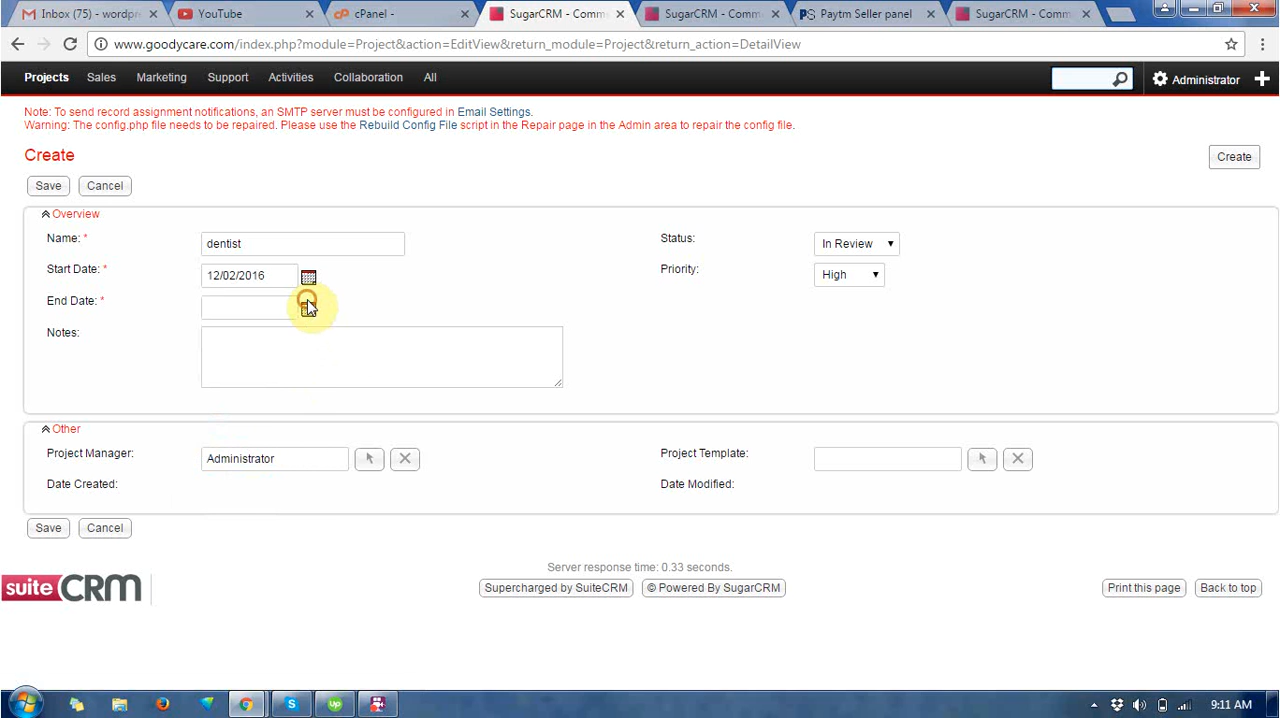 Inbox (75) - wordpr
YouTube
cPanel -
SugarCRM - Comm
SugarCRM - Comm
Paytm Seller panel
SugarCRM - Comm
www.goodycare.com/index.php?module=Project&action=EditView&return_module=Project&return_action=DetailView
Projects Sales Marketing Support Activities Collaboration All Administrator
Note: To send record assignment notifications, an SMTP server must be configured in Email Settings.
Warning: The config.php file needs to be repaired. Please use the Rebuild Config File script in the Repair page in the Admin area to repair the config file.
Create
Create
Save Cancel
Overview
Name: * dentist
Status: In Review
Start Date: * 12/02/2016
Priority: High
End Date: *
Notes:
Other
Project Manager: Administrator
Project Template:
Date Created:
Date Modified:
Save Cancel
Server response time: 0.33 seconds.
suiteCRM
Supercharged by SuiteCRM
© Powered By SugarCRM
Print this page
Back to top
9:11 AM